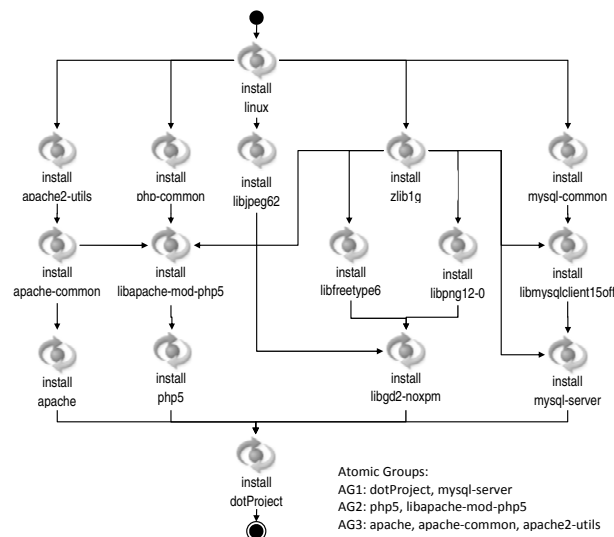 install
linux
install
apache2-utils
install
php-common
install
libjpeg62
install
zlib1g
install
mysql-common
install
apache-common
install
libapache-mod-php5
install
libfreetype6
install
libpng12-0
install
libmysqlclient15off
install
apache
install
php5
install
libgd2-noxpm
install
mysql-server
install
dotProject
Atomic Groups:
AG1: dotProject, mysql-server
AG2: php5, libapache-mod-php5
AG3: apache, apache-common, apache2-utils